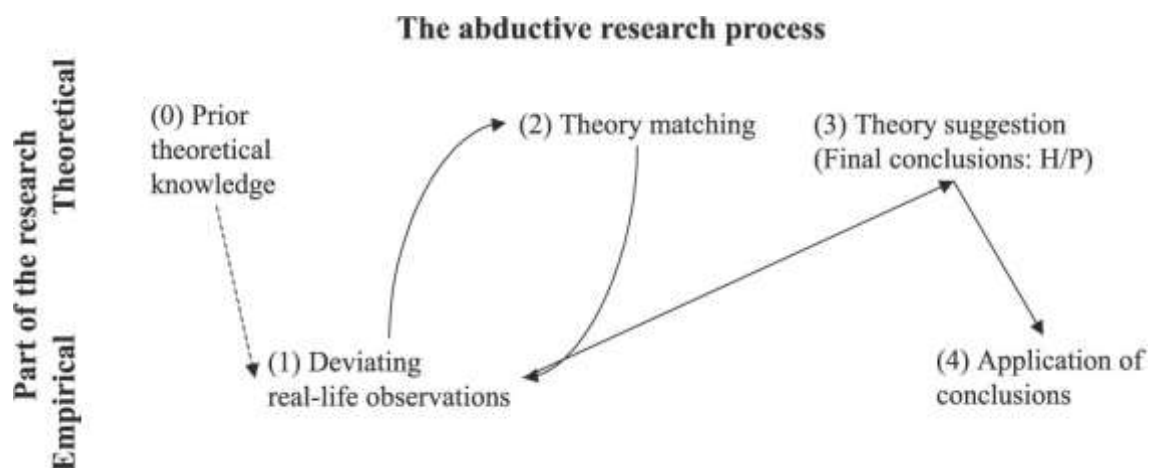 The abductive research process
Part of the research
Theoretical
Empirical
(0) Prior
theoretical
knowledge
(2) Theory matching
(3) Theory suggestion
(Final conclusions: H/P)
(1) Deviating
real-life observations
(4) Application of
conclusions